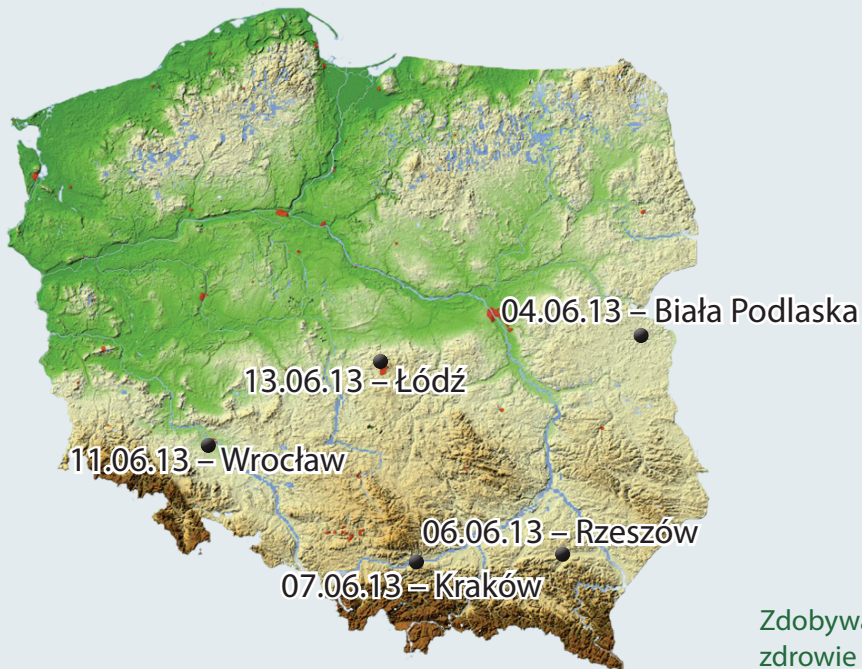 04.06.13 – Biała Podlaska
13.06.13 – Łódź
11.06.13 – Wrocław
06.06.13 – Rzeszów
07.06.13 – Kraków
Zdobywa
zdrowie